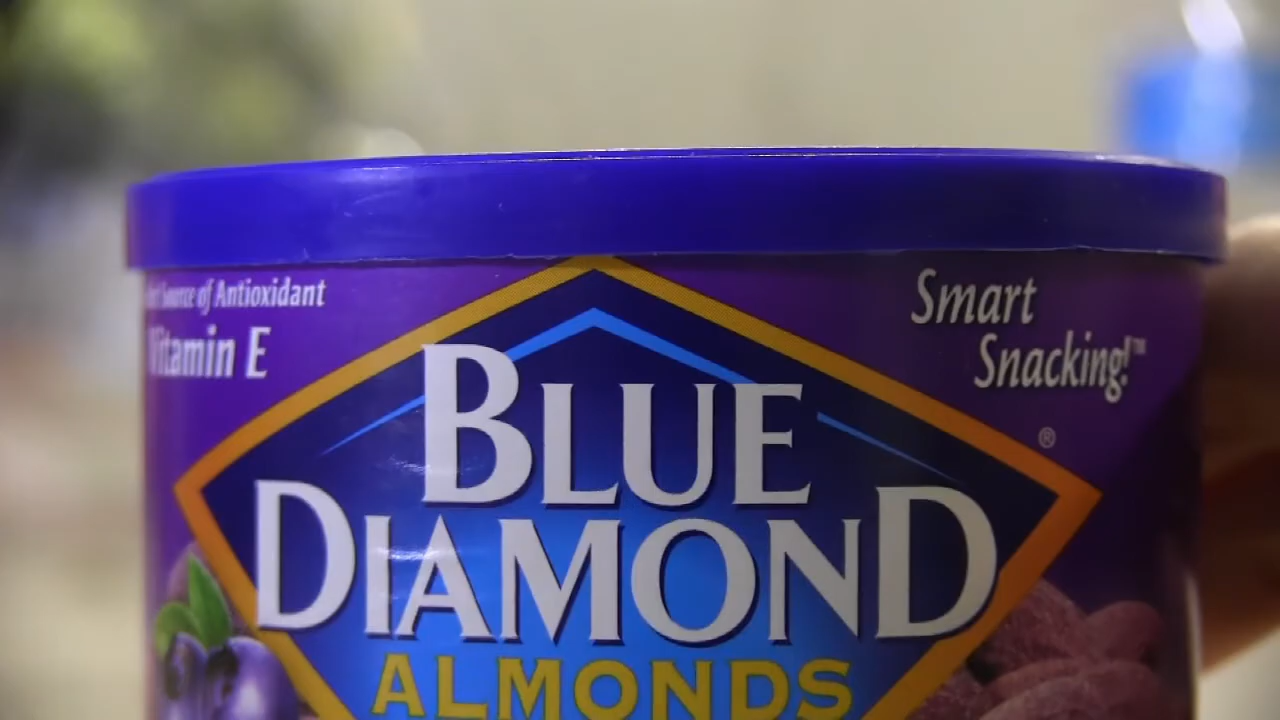 Source of Antioxidant
Vitamin E
Smart
Snacking!™
®
BLUE
DIAMOND
ALMONDS